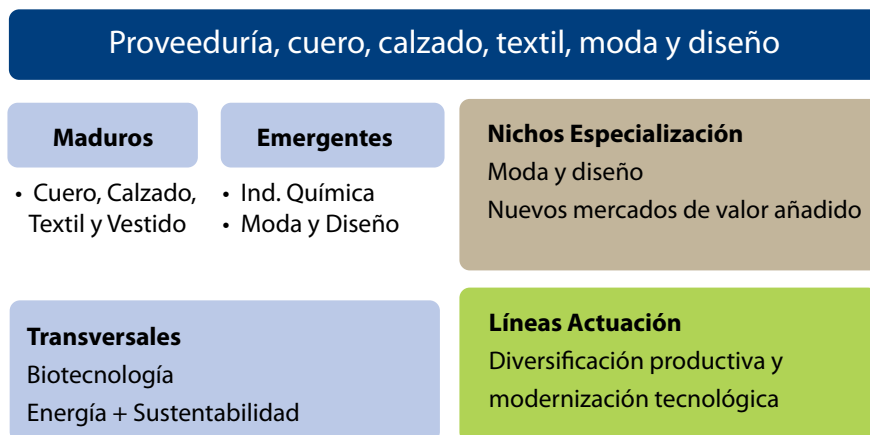 Proveeduría, cuero, calzado, textil, moda y diseño
Maduros
• Cuero, Calzado,
Textil y Vestido
Emergentes
• Ind. Química
• Moda y Diseño
Nichos Especialización
Moda y diseño
Nuevos mercados de valor añadido
Transversales
Biotecnología
Energía + Sustentabilidad
Líneas Actuación
Diversificación productiva y
modernización tecnológica